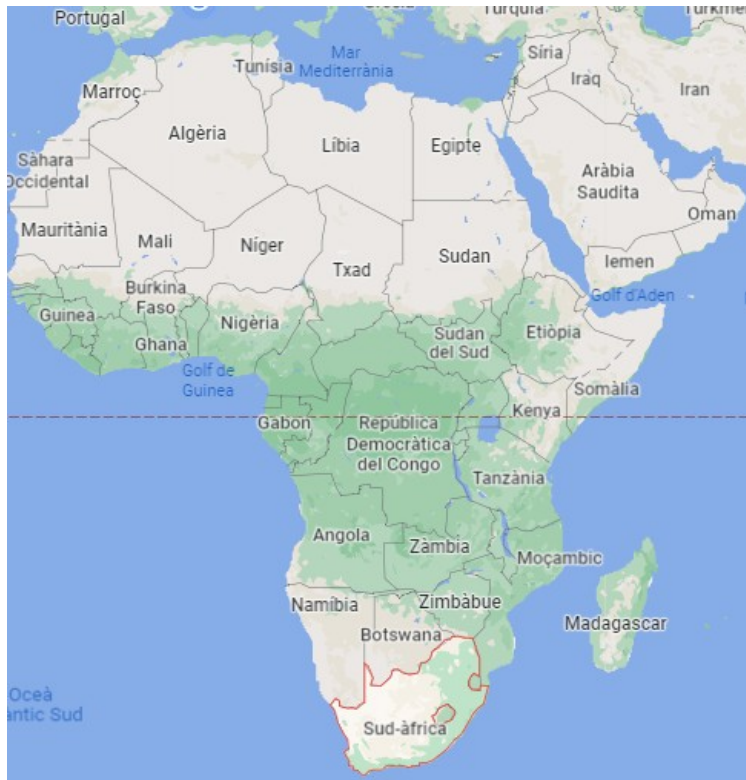 Portugal
Turquia
Mar
Mediterrània
Tunísia
Síria
Iraq
Iran
Marroc
Algèria
Líbia
Egipte
Sàhara
Occidental
Aràbia
Saudita
Oman
Mauritània
Mali
Níger
Txad
Sudan
Iemen
Burkina
Faso
Golf d'Aden
Guinea
Nigèria
Ghana
Sudan
del Sud
Etiòpia
Golf de
Guinea
Somàlia
Kenya
Gabon
República
Democràtica
del Congo
Tanzània
Angola
Zàmbia
Moçambic
Namíbia
Zimbàbue
Madagascar
Botswana
Oceà
antic Sud
Sud-àfrica